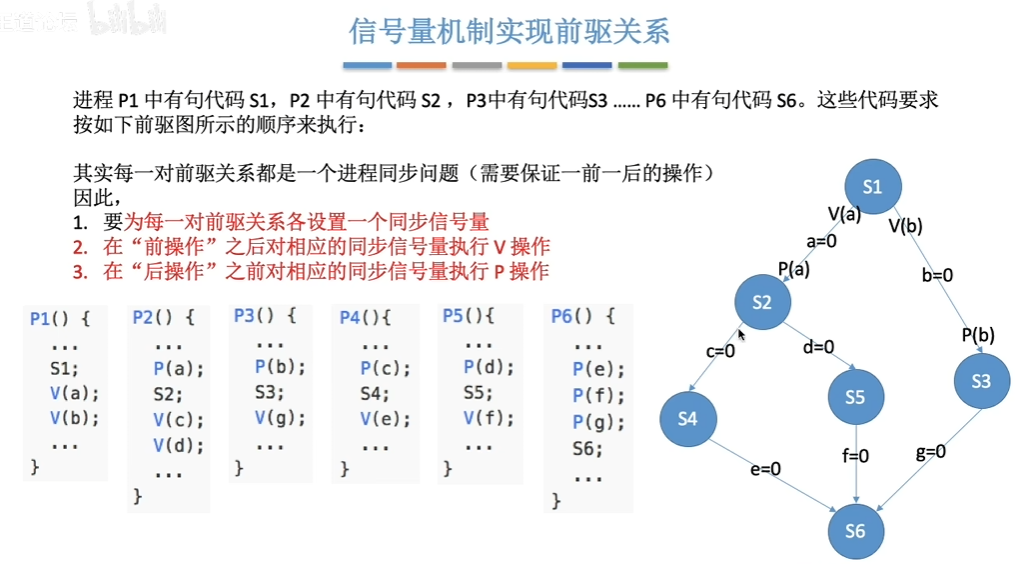 信号量机制实现前驱关系
进程 P1 中有句代码 S1，P2 中有句代码 S2 ，P3中有句代码S3 …… P6 中有句代码 S6。这些代码要求
按如下前驱图所示的顺序来执行：
其实每一对前驱关系都是一个进程同步问题（需要保证一前一后的操作）
因此，
1. 要为每一对前驱关系各设置一个同步信号量
2. 在“前操作”之后对相应的同步信号量执行 V 操作
3. 在“后操作”之前对相应的同步信号量执行 P 操作
P1() {
...
S1;
V(a);
V(b);
...
}
P2() {
...
P(a);
S2;
V(c);
V(d);
...
}
P3() {
...
P(b);
S3;
V(g);
...
}
P4(){
...
P(c);
S4;
V(e);
...
}
P5(){
...
P(d);
S5;
V(f);
...
}
P6() {
...
P(e);
P(f);
P(g);
S6;
...
}
S1
V(a)
V(b)
a=0
P(a)
b=0
S2
P(b)
c=0
d=0
S3
S4
S5
e=0
f=0
g=0
S6